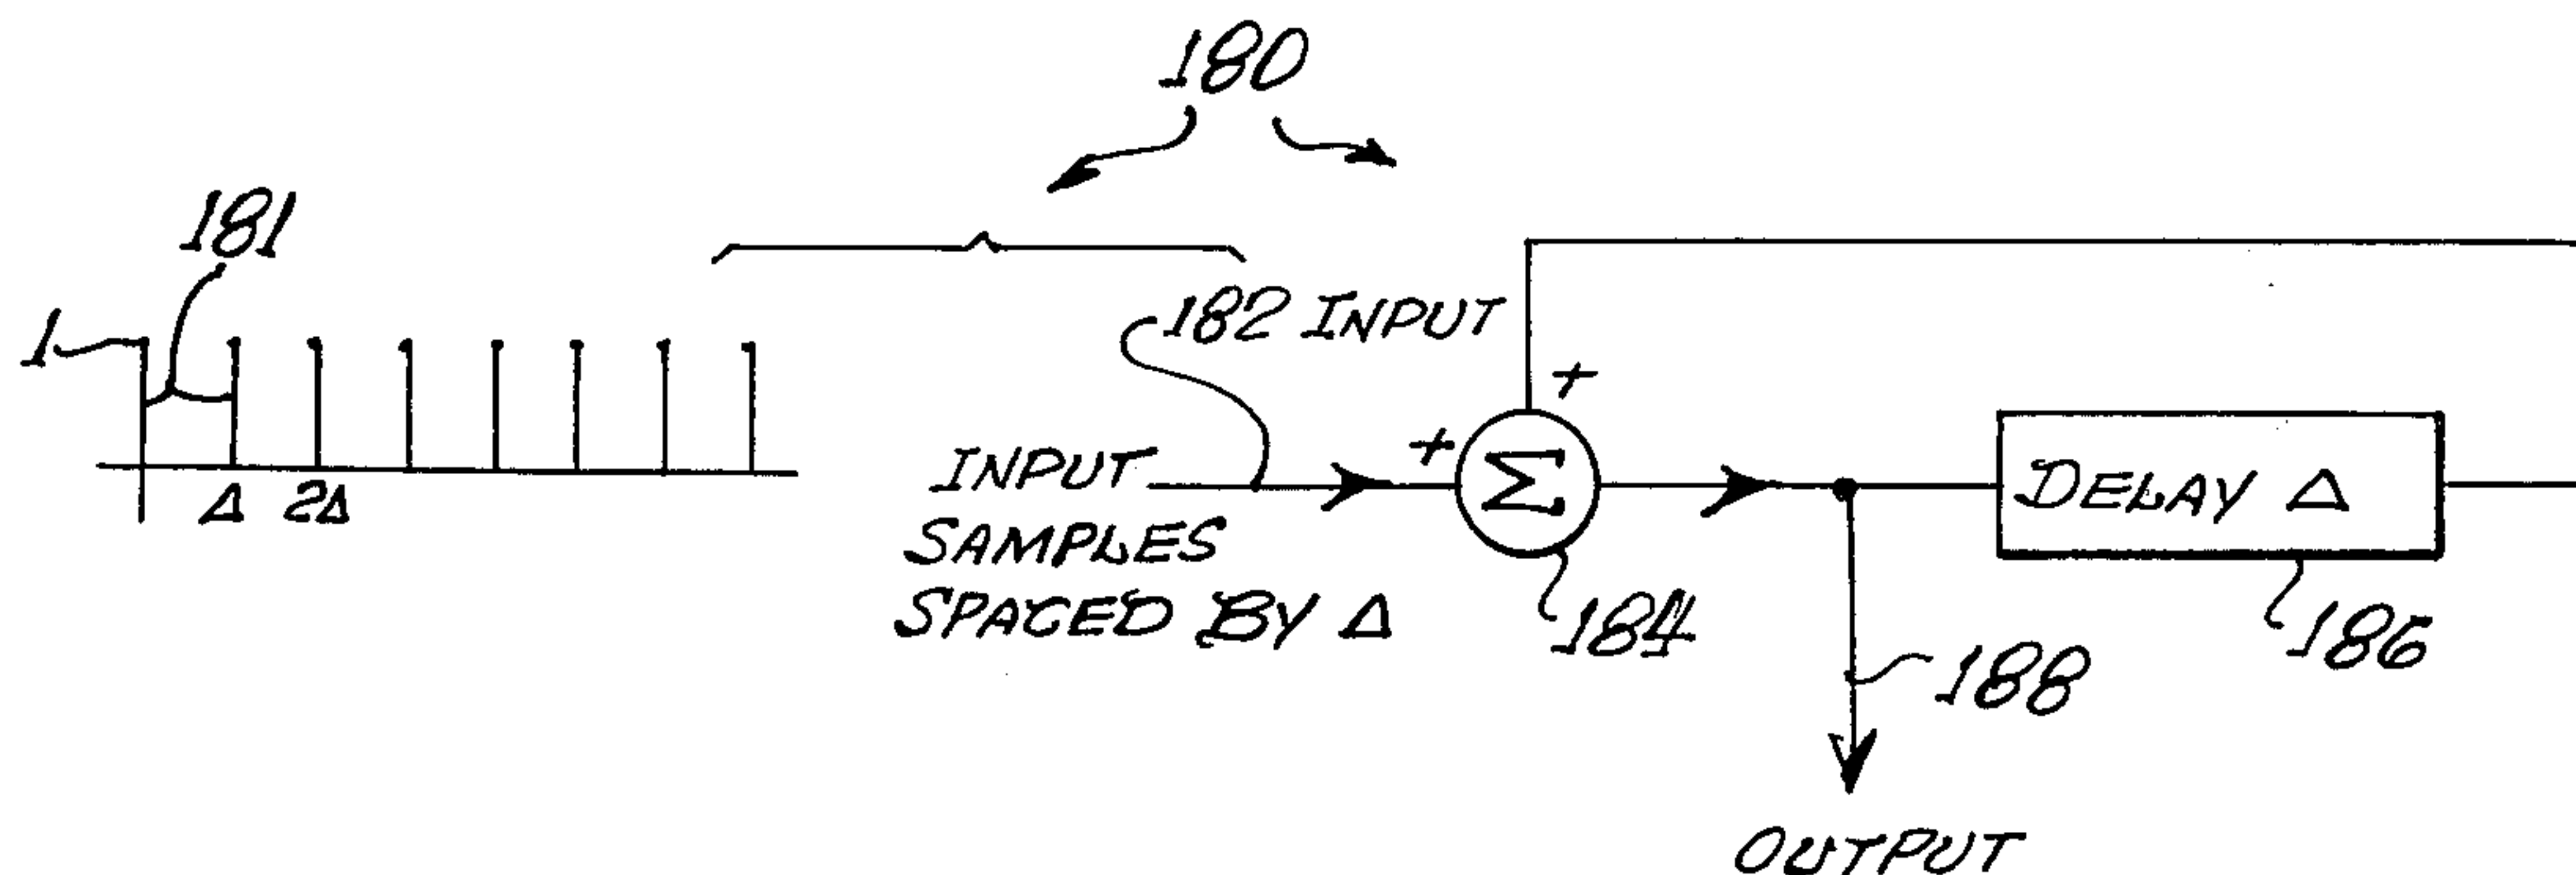 180
181
1
182 INPUT
+
+
INPUT
SAMPLES
SPACED BY Δ
Σ
DELAY Δ
Δ 2Δ
184
186
188
OUTPUT